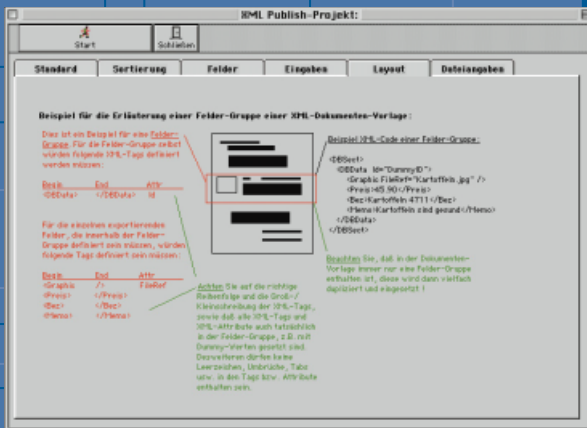 XML Publish-Projekt:
Start
Schließen
Standard
Sortierung
Felder
Eingaben
Layout
Dateiangaben
Beispiel für die Erläuterung einer Felder-Gruppe einer XML-Dokumenten-Vorlage:
Dies ist ein Beispiel für eine Felder-
Gruppe. Für die Felder-Gruppe selbst
würden folgende XML-Tags definiert
werden müssen:
Begin End Attr
<DBData> </DBData> Id
Für die einzelnen exportierenden
Felder, die innerhalb der Felder-
Gruppe definiert sein müssen, würden
folgende Tags definiert sein müssen:
Begin End Attr
<Graphic /> FileRef
<Preis> </Preis>
<Bez> </Bez>
<Memo> </Memo>
Achten Sie auf die richtige
Reihenfolge und die Groß-/
Kleinschreibung der XML-Tags,
sowie daß alle XML-Tags und
XML-Attribute auch tatsächlich
in der Felder-Gruppe, z.B. mit
Dummy-Werten gesetzt sind.
Desweiteren dürfen keine
Leerzeichen, Umbrüche, Tabs
usw. in den Tags bzw. Attribute
enthalten sein.
Beispiel XML-Code einer Felder-Gruppe:
<DBSect>
<DBData Id="DummyID">
<Graphic FileRef="Kartoffeln.jpg" />
<Preis>45.90</Preis>
<Bez>Kartoffeln 4711</Bez>
<Memo>Kartoffeln sind gesund</Memo>
</DBData>
</DBSect>
Beachten Sie, daß in der Dokumenten-
Vorlage immer nur eine Felder-Gruppe
enthalten ist, diese wird dann vielfach
dupliziert und eingesetzt !